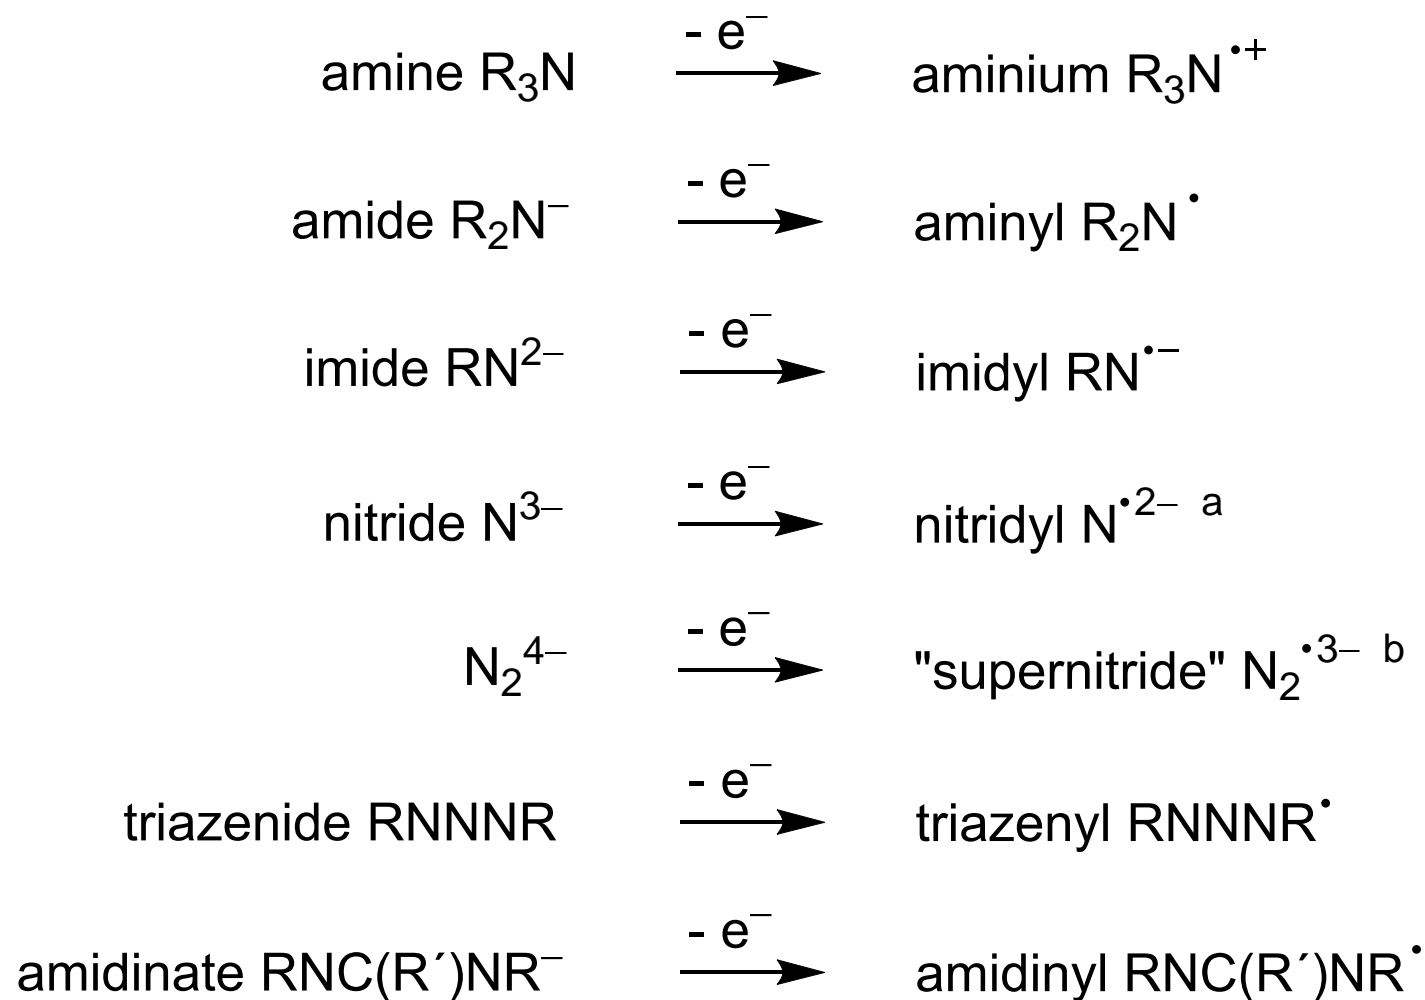 amine R₃N - e⁻ aminium R₃N•⁺
amide R₂N⁻ - e⁻ aminyl R₂N•
imide RN²⁻ - e⁻ imidyl RN•⁻
nitride N³⁻ - e⁻ nitridyl N•²⁻ ᵃ
N₂⁴⁻ - e⁻ "supernitride" N₂•³⁻ ᵇ
triazenide RNNNR - e⁻ triazenyl RNNNR•
amidinate RNC(R´)NR⁻ - e⁻ amidinyl RNC(R´)NR•